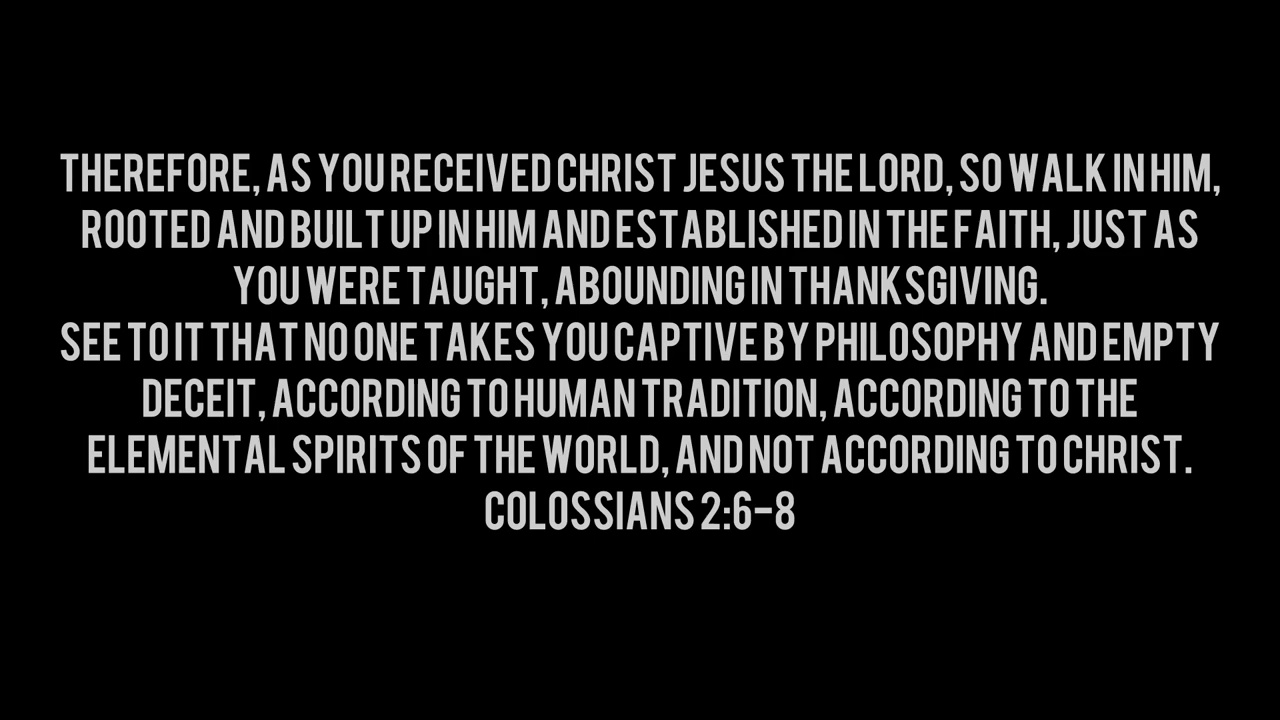 THEREFORE, AS YOU RECEIVED CHRIST JESUS THE LORD, SO WALK IN HIM,
ROOTED AND BUILT UP IN HIM AND ESTABLISHED IN THE FAITH, JUST AS
YOU WERE TAUGHT, ABOUNDING IN THANKSGIVING.
SEE TO IT THAT NO ONE TAKES YOU CAPTIVE BY PHILOSOPHY AND EMPTY
DECEIT, ACCORDING TO HUMAN TRADITION, ACCORDING TO THE
ELEMENTAL SPIRITS OF THE WORLD, AND NOT ACCORDING TO CHRIST.
COLOSSIANS 2:6–8